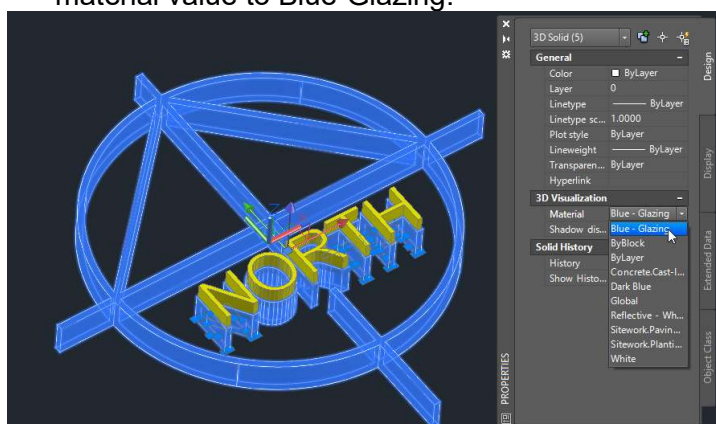 material value to Blue-Glazing.
3D Solid (5)
General
Color ByLayer
Layer 0
Linetype ByLayer
Linetype sc... 1.0000
Plot style ByLayer
Lineweight ByLayer
Transparen... ByLayer
Hyperlink
3D Visualization
Material Blue - Glazing
Shadow dis... Blue - Glazing
ByBlock
Solid History
ByLayer
History
Concrete.Cast-I...
Show Histo...
Dark Blue
Global
Reflective - Wh...
Sitework.Pavin...
Sitework.Planti...
White
Design
Display
Extended Data
Object Class
PROPERTIES
NORTH
Z